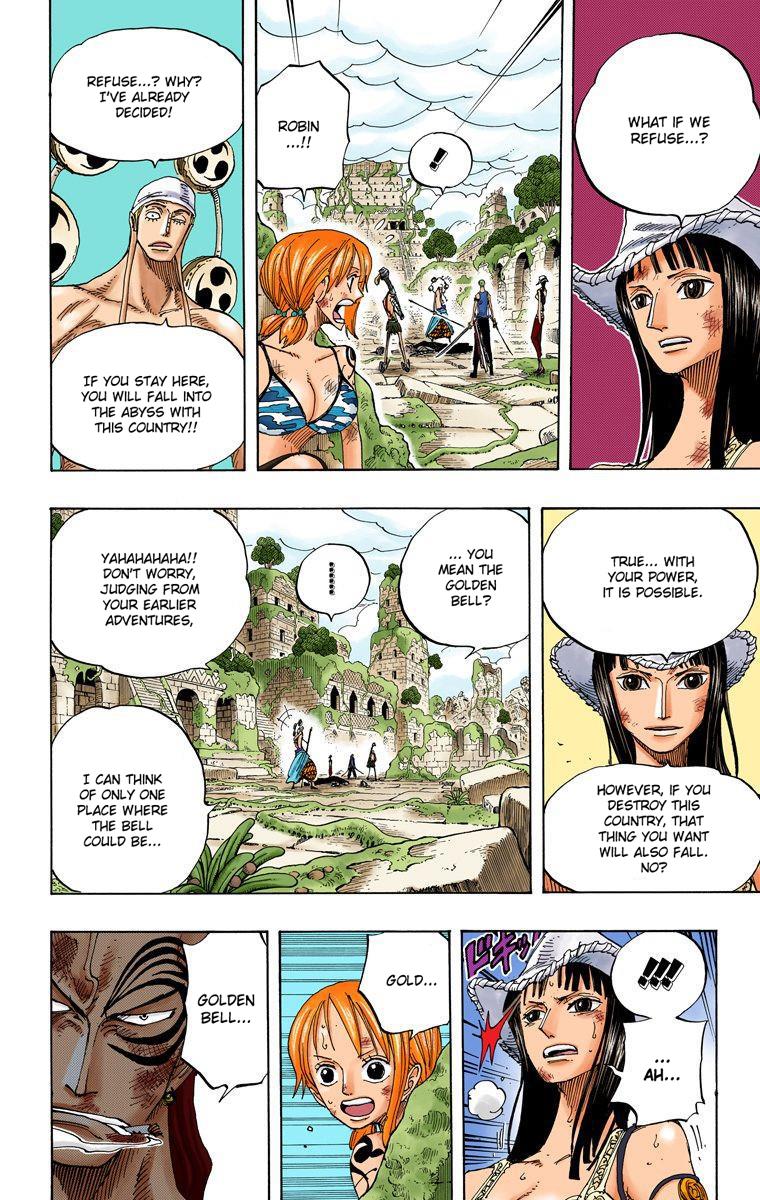 WHAT IF WE
REFUSE...?
!!
ROBIN
...!!
REFUSE...? WHY?
I'VE ALREADY
DECIDED!
IF YOU STAY HERE,
YOU WILL FALL INTO
THE ABYSS WITH
THIS COUNTRY!!
TRUE... WITH
YOUR POWER,
IT IS POSSIBLE.
HOWEVER, IF YOU
DESTROY THIS
COUNTRY, THAT
THING YOU WANT
WILL ALSO FALL.
NO?
... YOU
MEAN THE
GOLDEN
BELL?
YAHAHAHAHA!!
DON'T WORRY,
JUDGING FROM
YOUR EARLIER
ADVENTURES,
I CAN THINK
OF ONLY ONE
PLACE WHERE
THE BELL
COULD BE...
!!!
...
AH...
ビキッ
GOLD...
GOLDEN
BELL...